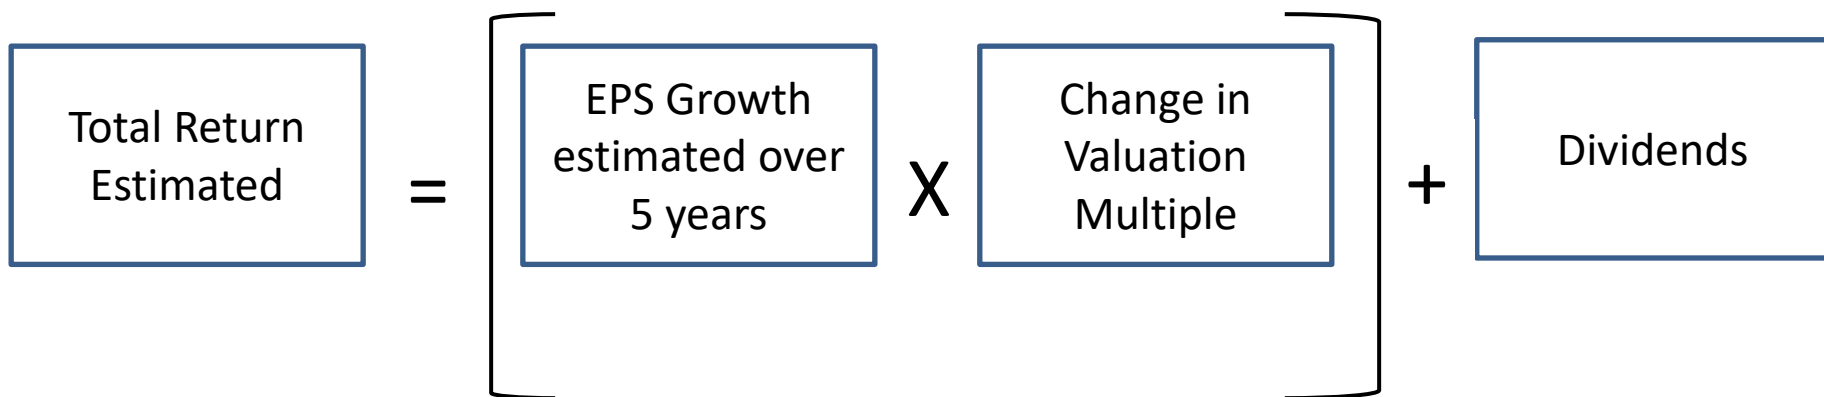 Total Return
Estimated
=
EPS Growth
estimated over
5 years
X
Change in
Valuation
Multiple
+
Dividends